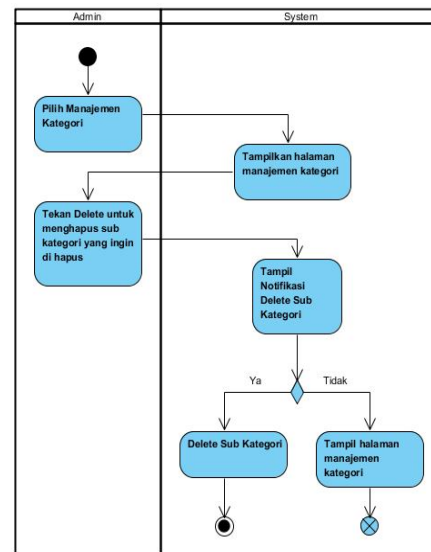 Admin
System
Pilih Manajemen
Kategori
Tampilkan halaman
manajemen kategori
Tekan Delete untuk
menghapus sub
kategori yang ingin
di hapus
Tampil
Notifikasi
Delete Sub
Kategori
Ya
Tidak
Delete Sub Kategori
Tampil halaman
manajemen
kategori